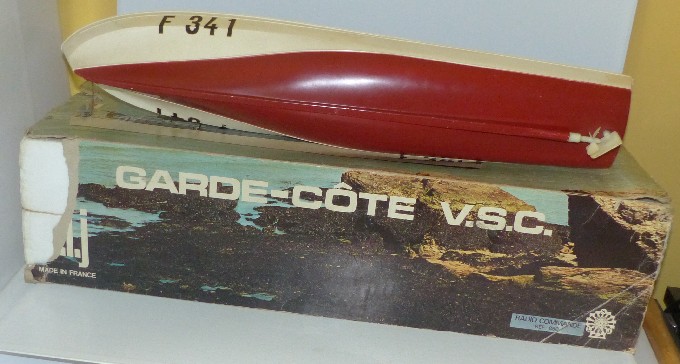 F 341
GARDE-CÔTE V.S.C.
.j
MADE IN FRANCE
RADIO COMMANDE